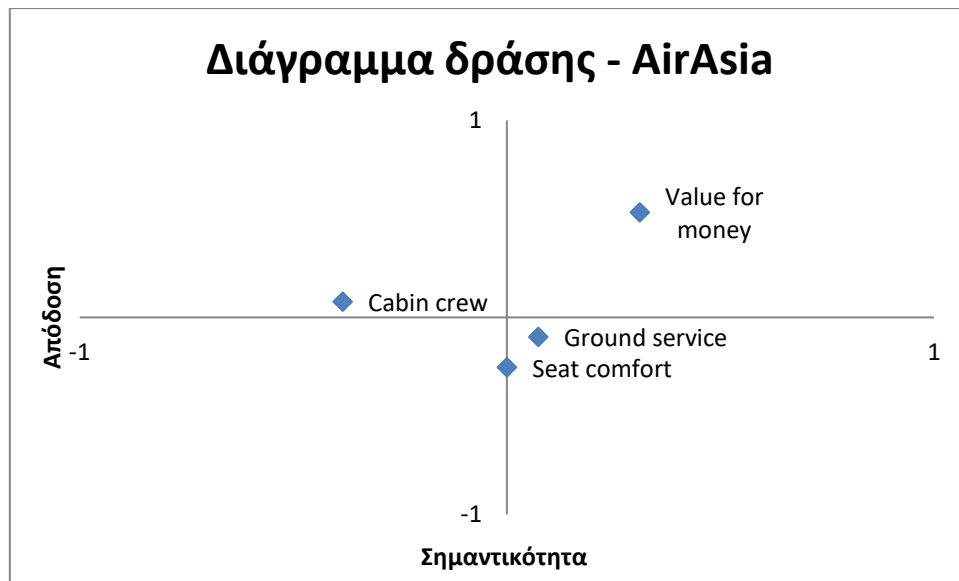 Διάγραμμα δράσης - AirAsia
1
Value for
money
Απόδοση
Cabin crew
Ground service
-1
1
Seat comfort
-1
Σημαντικότητα